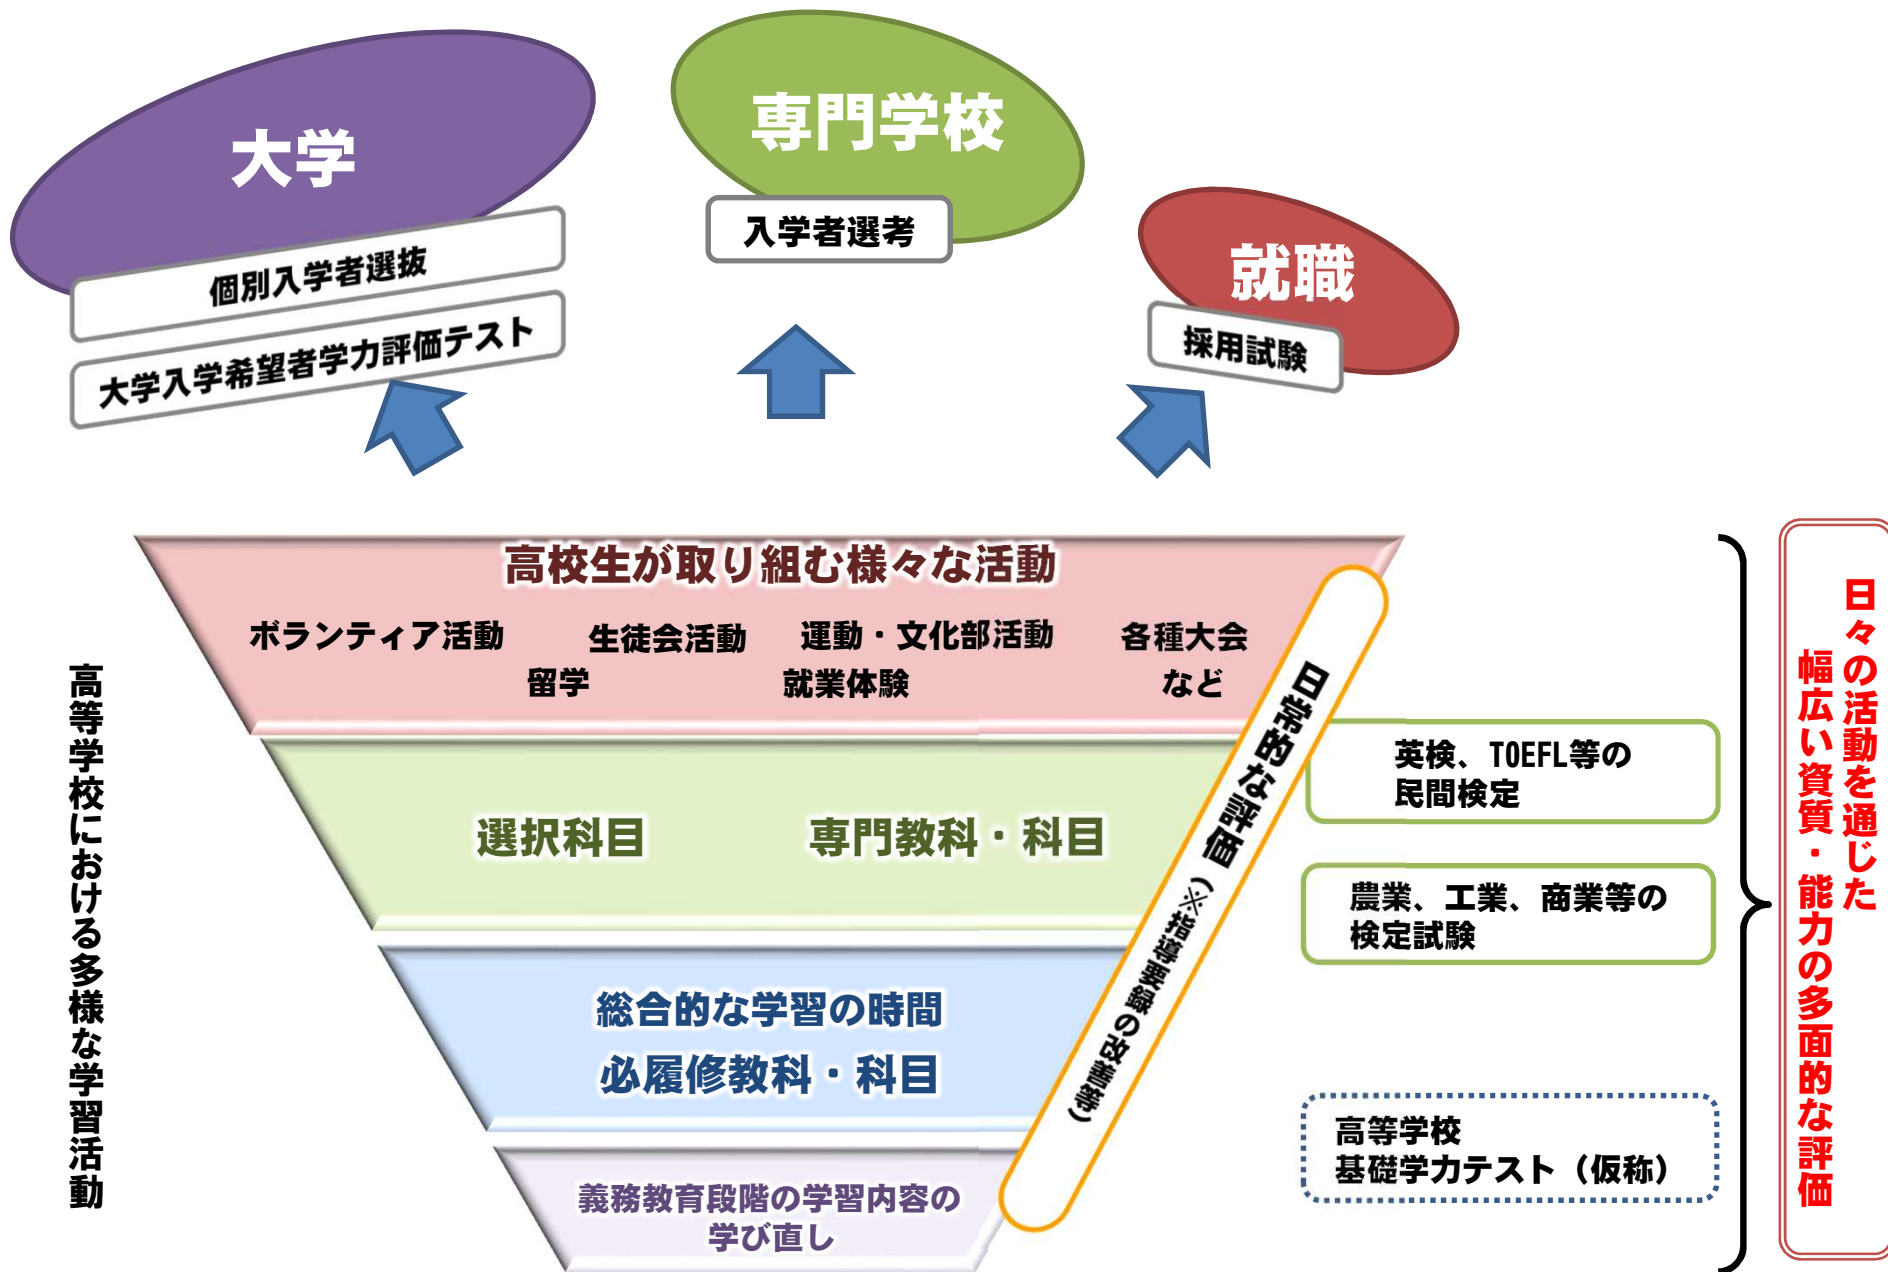 大学
個別入学者選抜
大学入学希望者学力評価テスト
専門学校
入学者選考
就職
採用試験
高等学校における多様な学習活動
高校生が取り組む様々な活動
ボランティア活動
生徒会活動
運動・文化部活動
各種大会
留学
就業体験
など
選択科目
専門教科・科目
総合的な学習の時間
必履修教科・科目
義務教育段階の学習内容の
学び直し
日常的な評価（※指導要録の改善等）
英検、TOEFL等の
民間検定
農業、工業、商業等の
検定試験
高等学校
基礎学力テスト（仮称）
日々の活動を通じた
幅広い資質・能力の多面的な評価